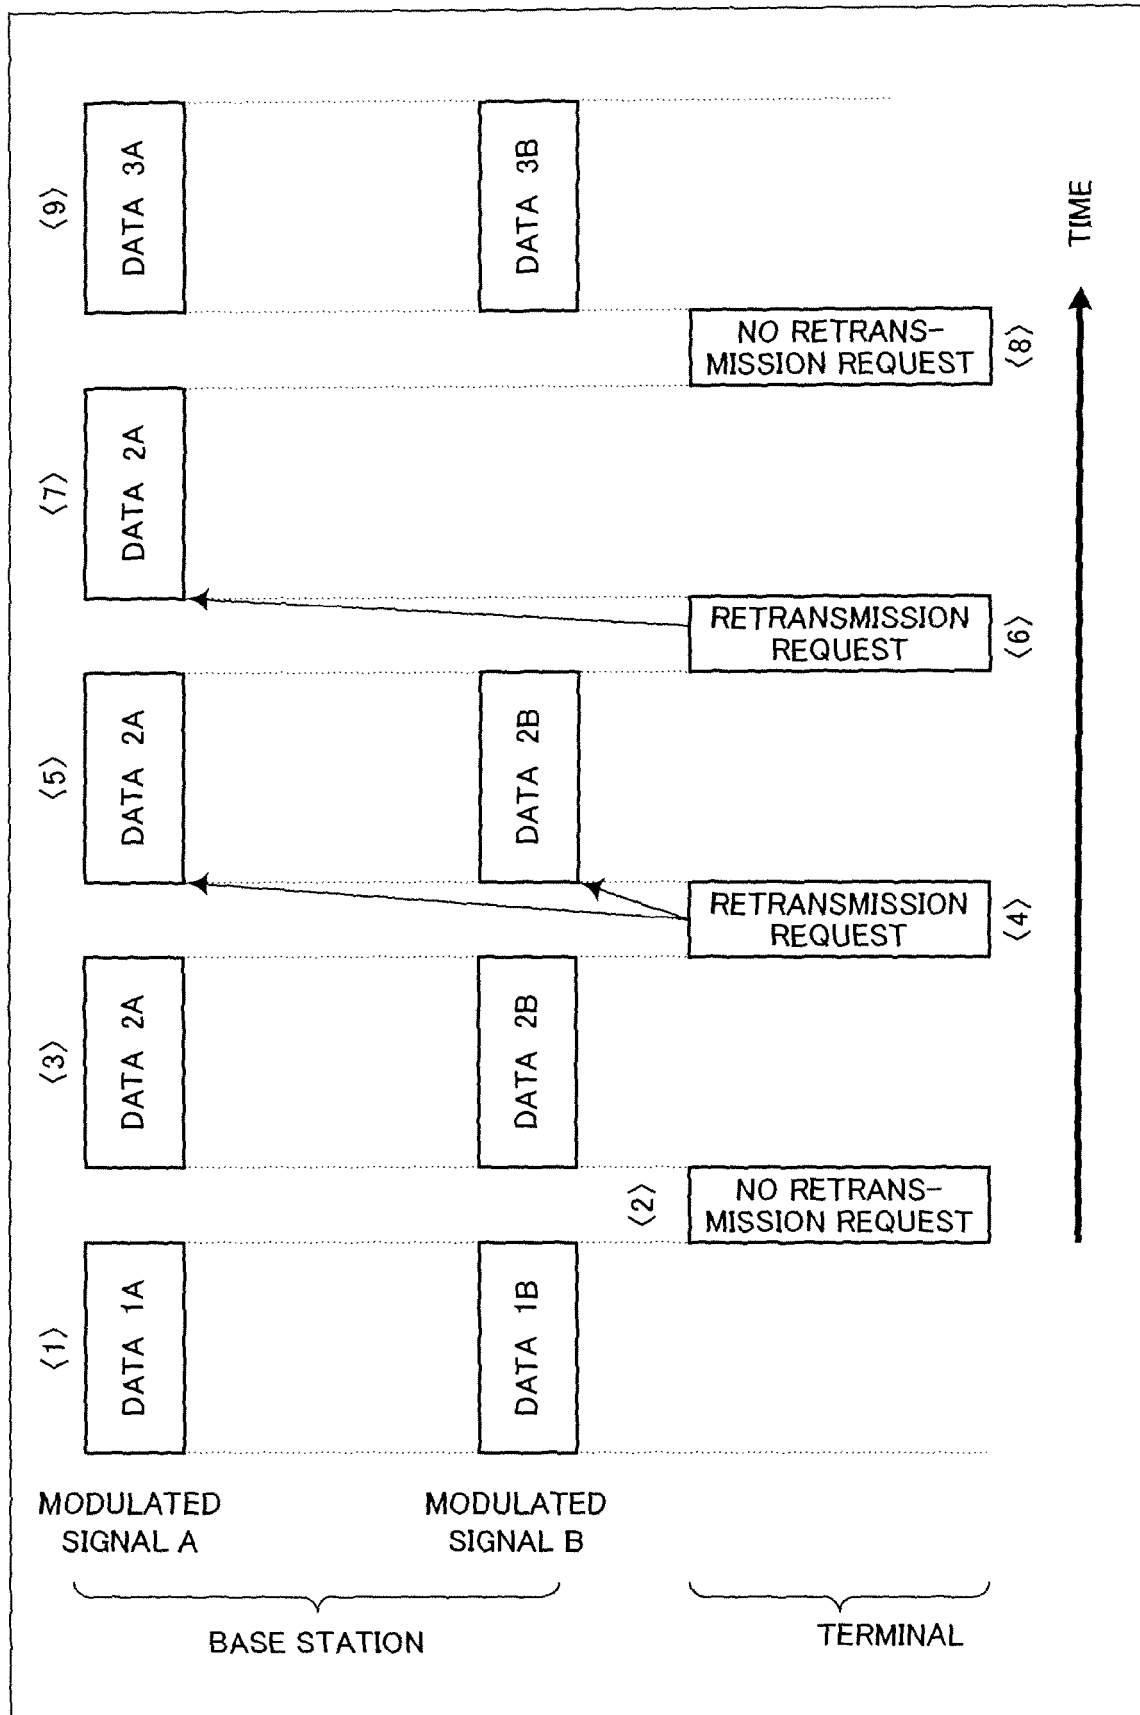 〈9〉
DATA 3A
DATA 3B
TIME
NO RETRANS-
MISSION REQUEST
〈8〉
〈7〉
DATA 2A
RETRANSMISSION
REQUEST
〈6〉
〈5〉
DATA 2A
DATA 2B
RETRANSMISSION
REQUEST
〈4〉
〈3〉
DATA 2A
DATA 2B
〈2〉
NO RETRANS-
MISSION REQUEST
〈1〉
DATA 1A
DATA 1B
MODULATED
SIGNAL A
MODULATED
SIGNAL B
BASE STATION
TERMINAL